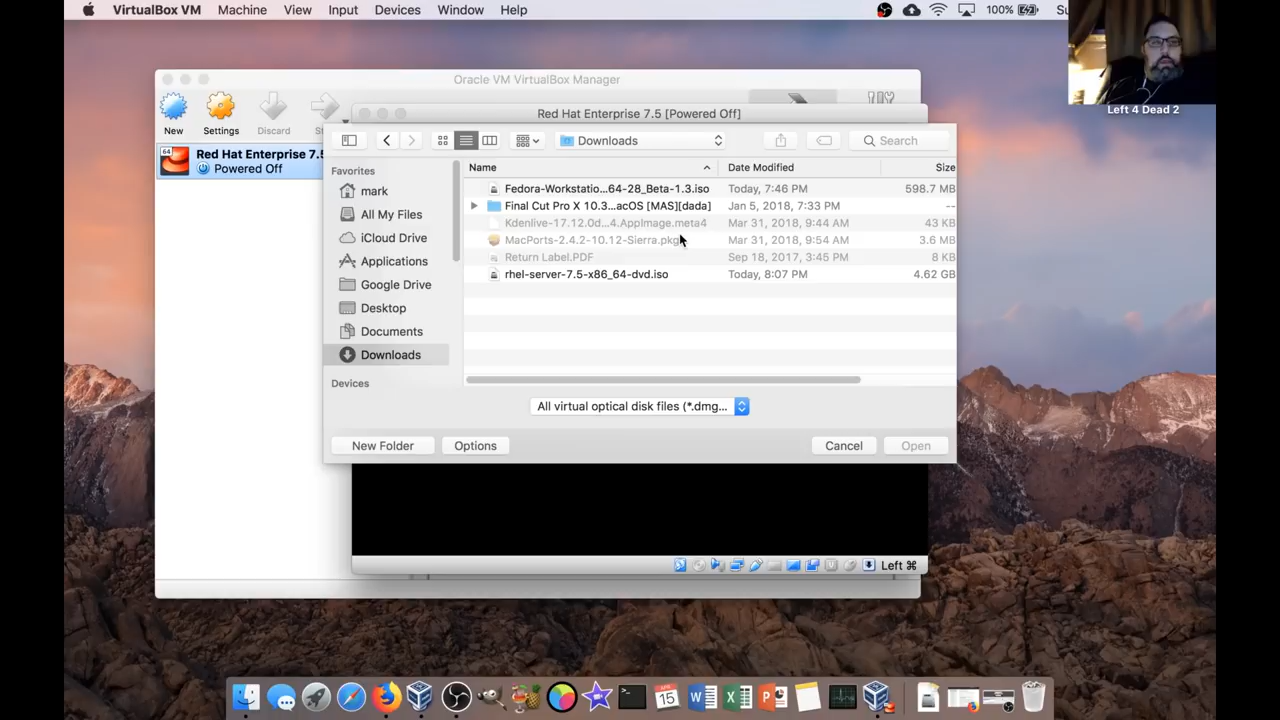 VirtualBox VM Machine View Input Devices Window Help 100%
Left 4 Dead 2
Oracle VM VirtualBox Manager
New Settings Discard
Red Hat Enterprise 7.5 [Powered Off]
64
Red Hat Enterprise 7.5
Powered Off
Downloads Search
Favorites
mark
All My Files
iCloud Drive
Applications
Google Drive
Desktop
Documents
Downloads
Devices
Name Date Modified Size
Fedora-Workstatio...64-28_Beta-1.3.iso Today, 7:46 PM 598.7 MB
Final Cut Pro X 10.3...acOS [MAS][dada] Jan 5, 2018, 7:33 PM --
Kdenlive-17.12.0d...4.AppImage.meta4 Mar 31, 2018, 9:44 AM 43 KB
MacPorts-2.4.2-10.12-Sierra.pkg Mar 31, 2018, 9:54 AM 3.6 MB
Return Label.PDF Sep 18, 2017, 3:45 PM 8 KB
rhel-server-7.5-x86_64-dvd.iso Today, 8:07 PM 4.62 GB
All virtual optical disk files (*.dmg...
New Folder Options Cancel Open
Left ⌘
APR
15